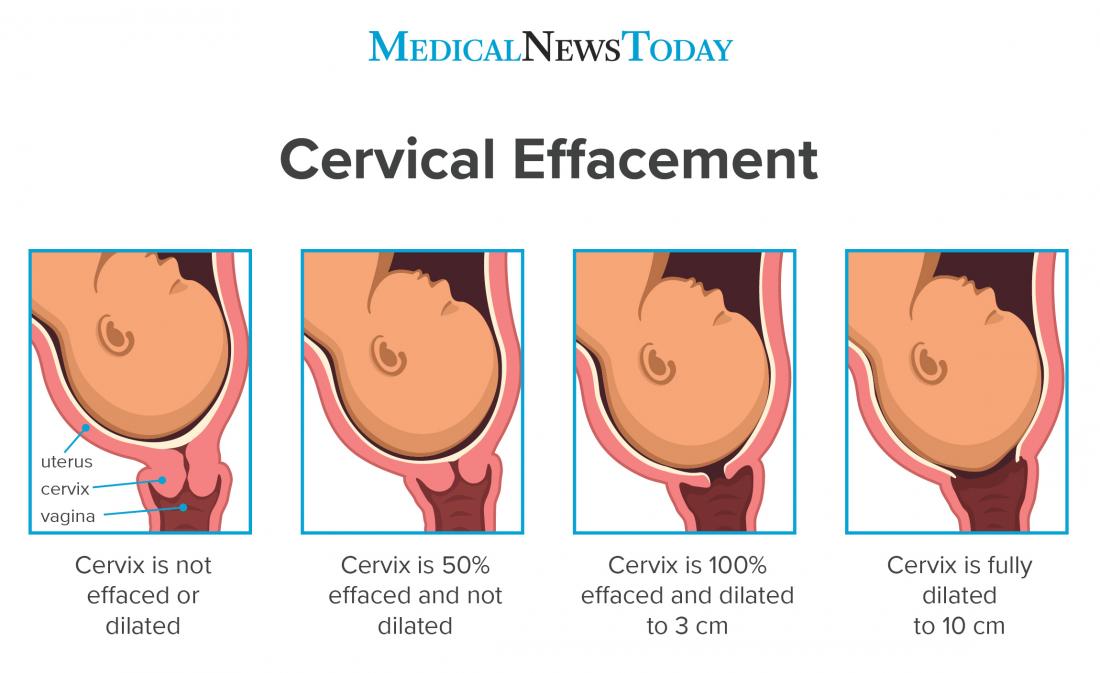 MEDICALNEWSTODAY
Cervical Effacement
uterus
cervix
vagina
Cervix is not
effaced or
dilated
Cervix is 50%
effaced and not
dilated
Cervix is 100%
effaced and dilated
to 3 cm
Cervix is fully
dilated
to 10 cm